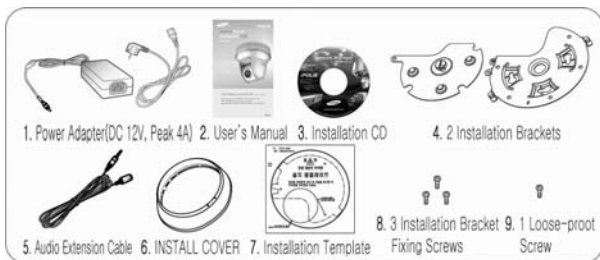 1. Power Adapter(DC 12V, Peak 4A)
2. User's Manual
3. Installation CD
4. 2 Installation Brackets
5. Audio Extension Cable
6. INSTALL COVER
7. Installation Template
8. 3 Installation Bracket
Fixing Screws
9. 1 Loose-proot
Screw